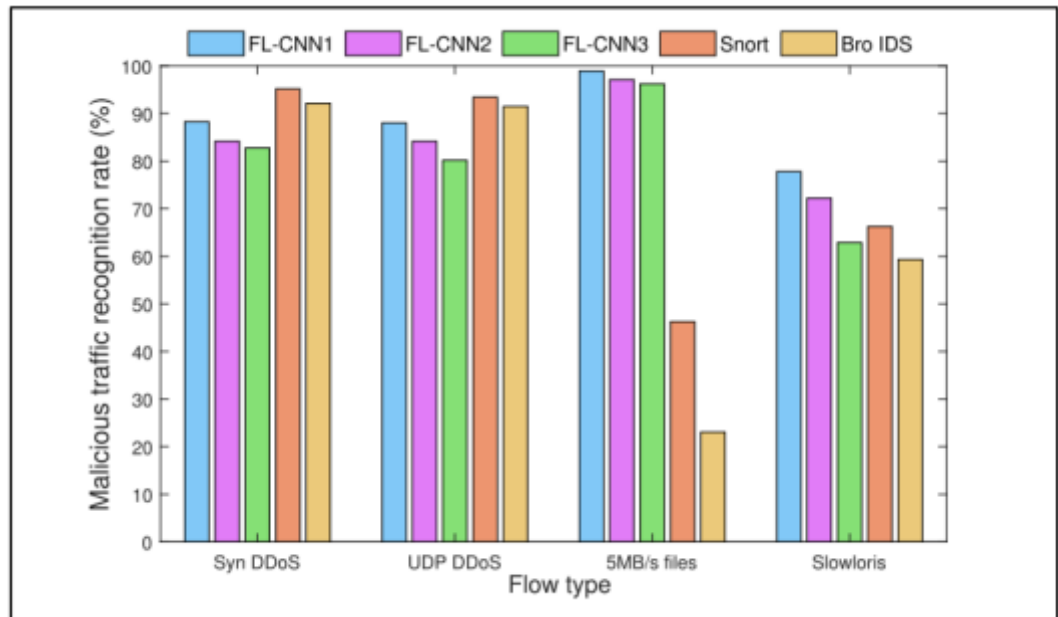 FL-CNN1 FL-CNN2 FL-CNN3 Snort Bro IDS
Malicious traffic recognition rate (%)
100
90
80
70
60
50
40
30
20
10
0
Syn DDoS UDP DDoS 5MB/s files Slowloris
Flow type